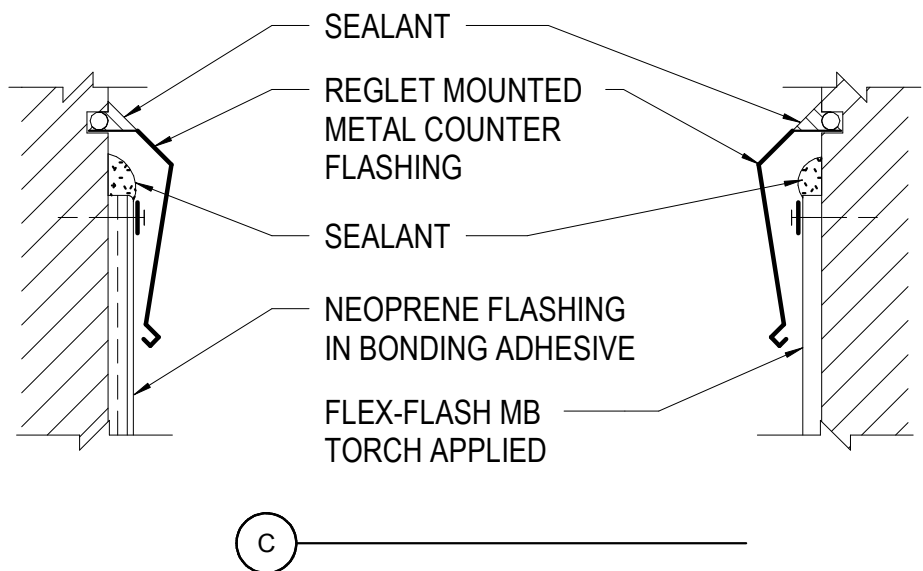 SEALANT
REGLET MOUNTED
METAL COUNTER
FLASHING
SEALANT
NEOPRENE FLASHING
IN BONDING ADHESIVE
FLEX-FLASH MB
TORCH APPLIED
C